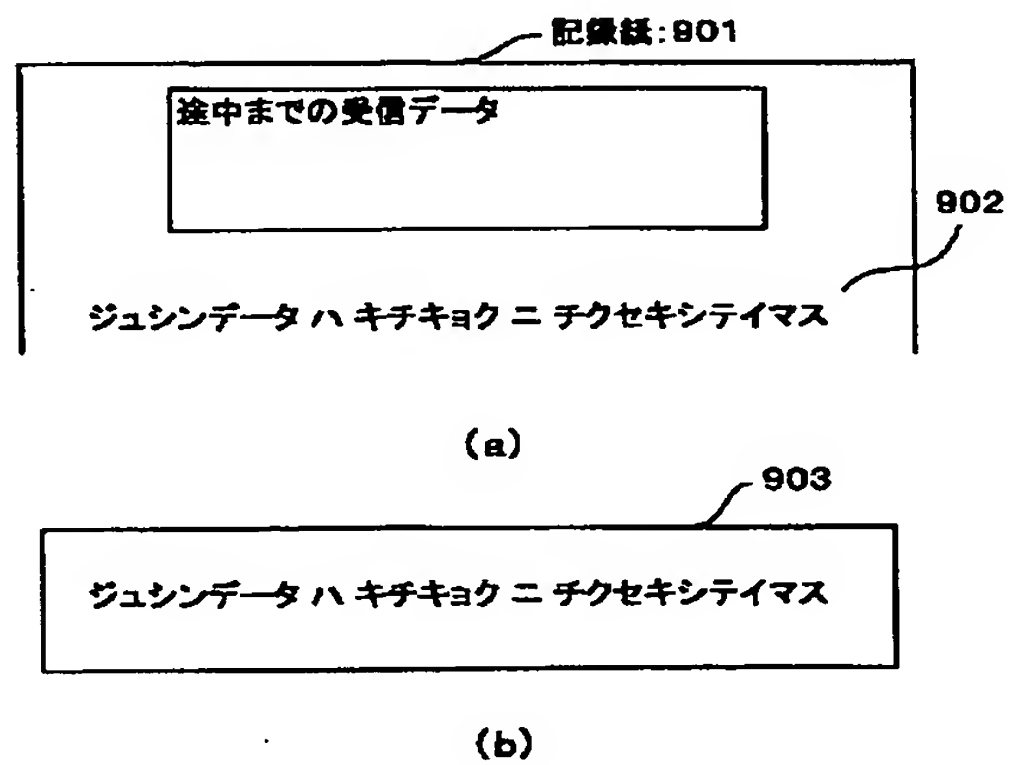 記録紙:901
途中までの受信データ
902
ジュシンデータ ハ キチキョク ニ チクセキシテイマス
(a)
903
ジュシンデータ ハ キチキョク ニ チクセキシテイマス
(b)